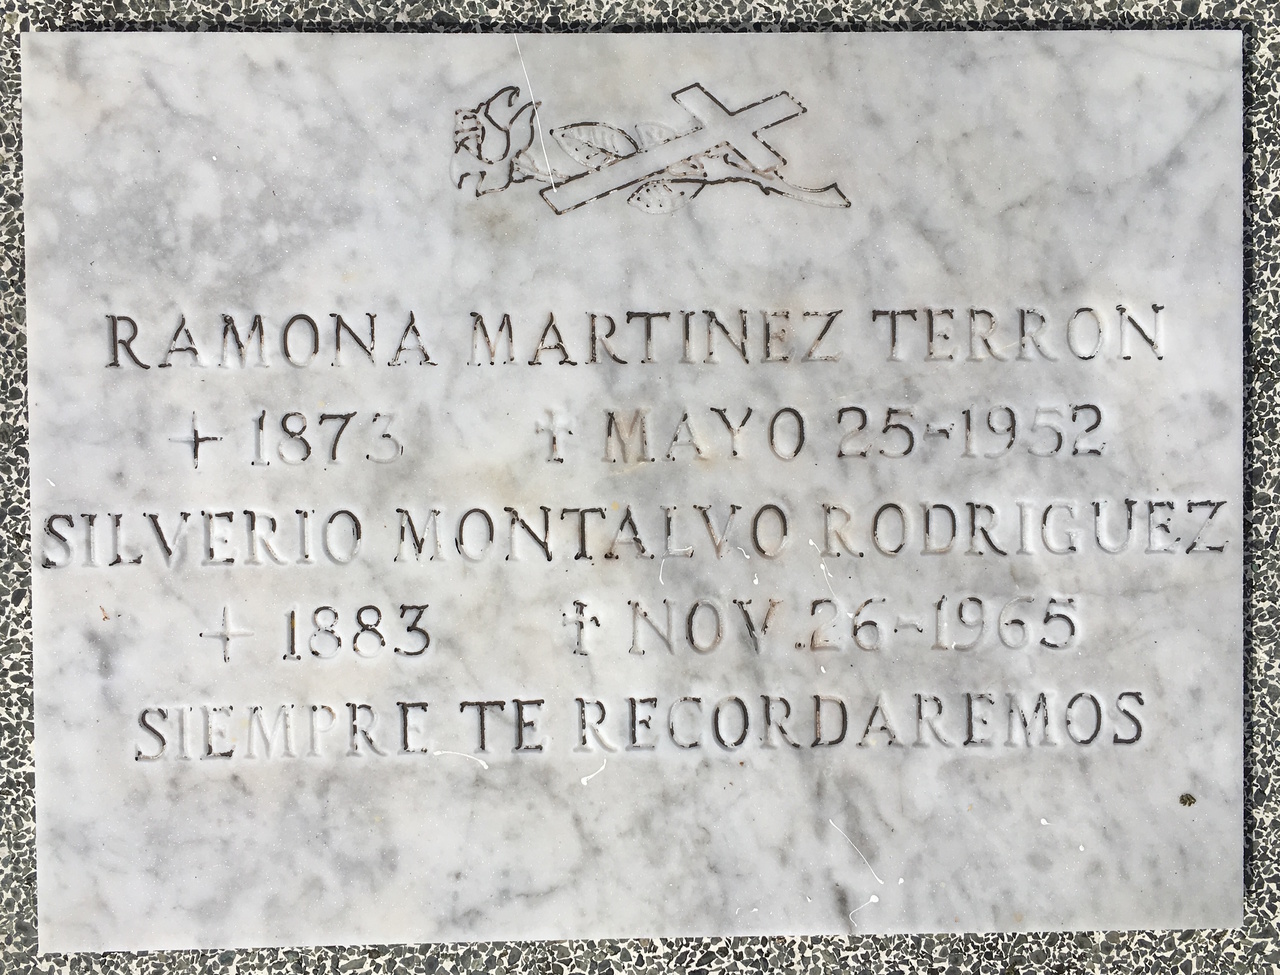 RAMONA MARTINEZ TERRON
+ 1873 ✝ MAYO 25-1952
SILVERIO MONTALVO RODRIGUEZ
+ 1883 ✝ NOV. 26-1965
SIEMPRE TE RECORDAREMOS